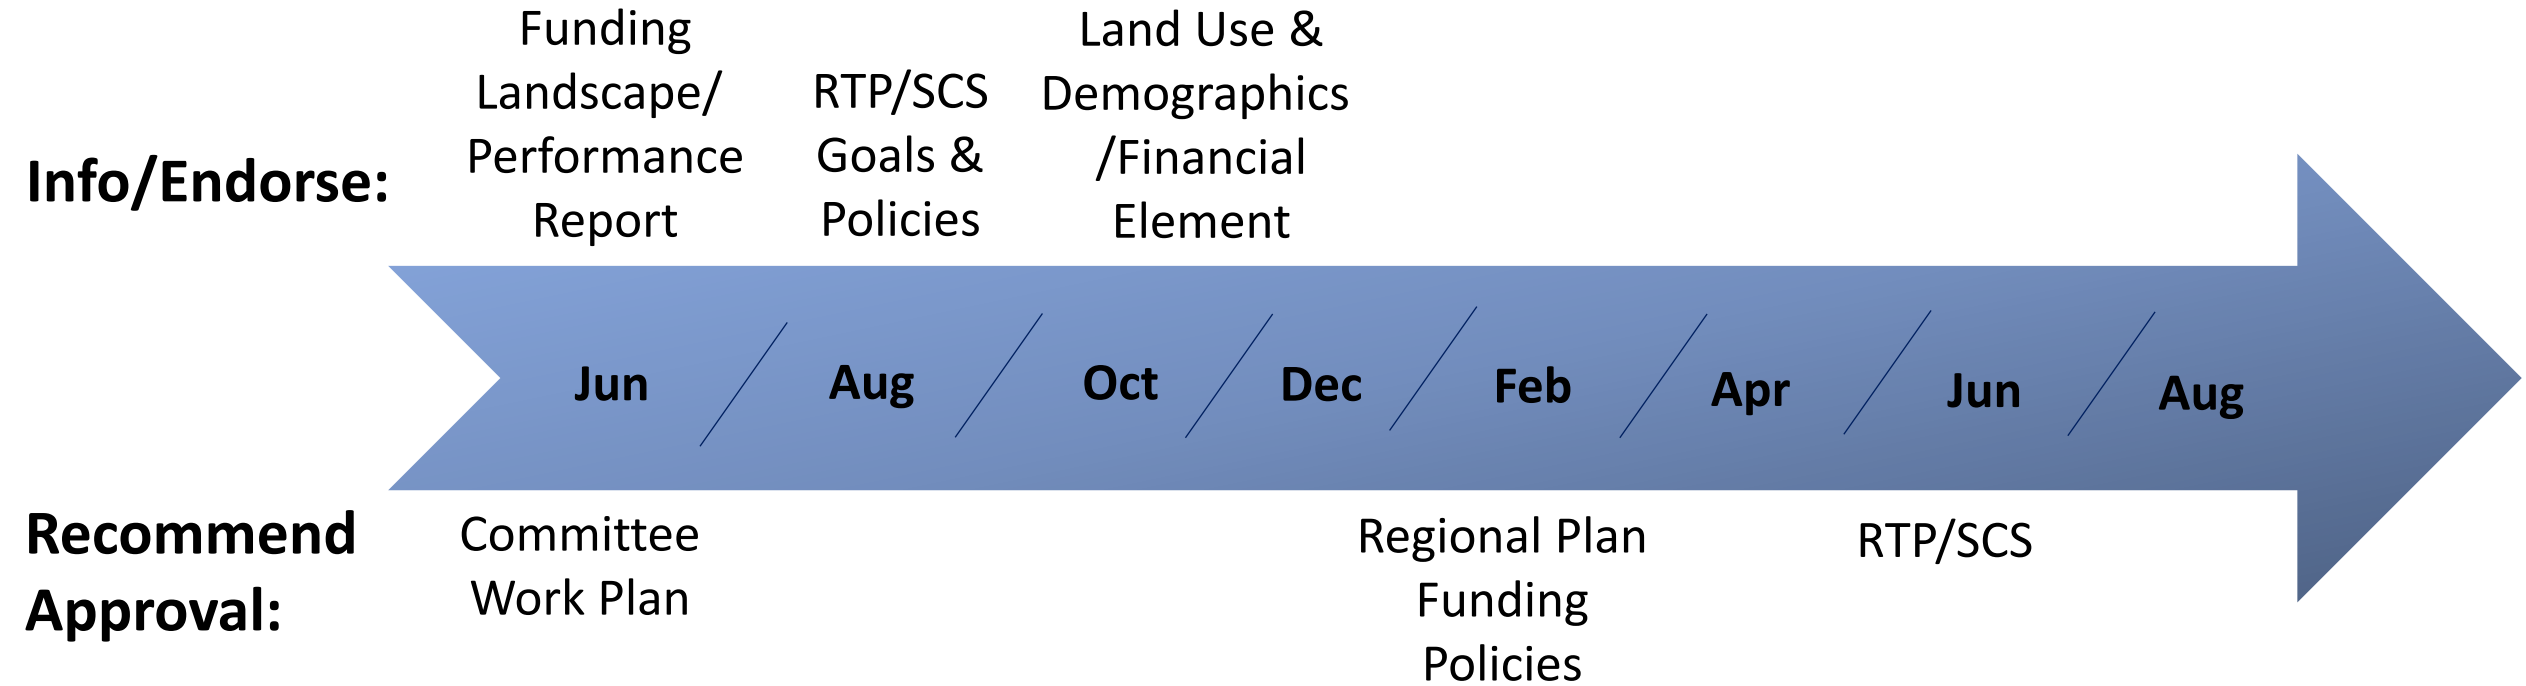 Info/Endorse:
Funding
Landscape/
Performance
Report
RTP/SCS
Goals &
Policies
Land Use &
Demographics
/Financial
Element
Jun
Aug
Oct
Dec
Feb
Apr
Jun
Aug
Recommend
Approval:
Committee
Work Plan
Regional Plan
Funding
Policies
RTP/SCS